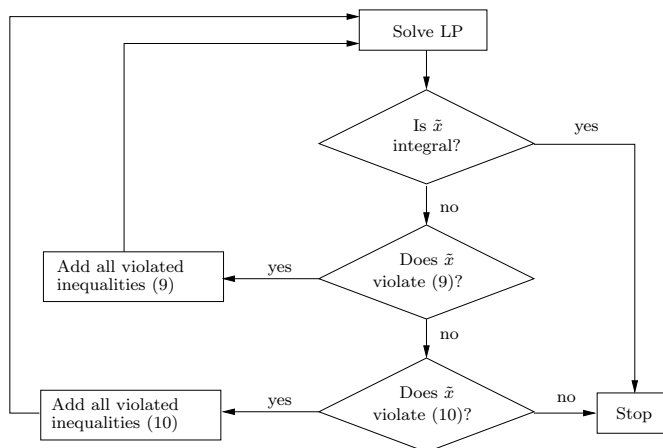 Solve LP
Is x̃
integral?
yes
no
Does x̃
violate (9)?
yes
Add all violated
inequalities (9)
no
Does x̃
violate (10)?
yes
no
Add all violated
inequalities (10)
Stop